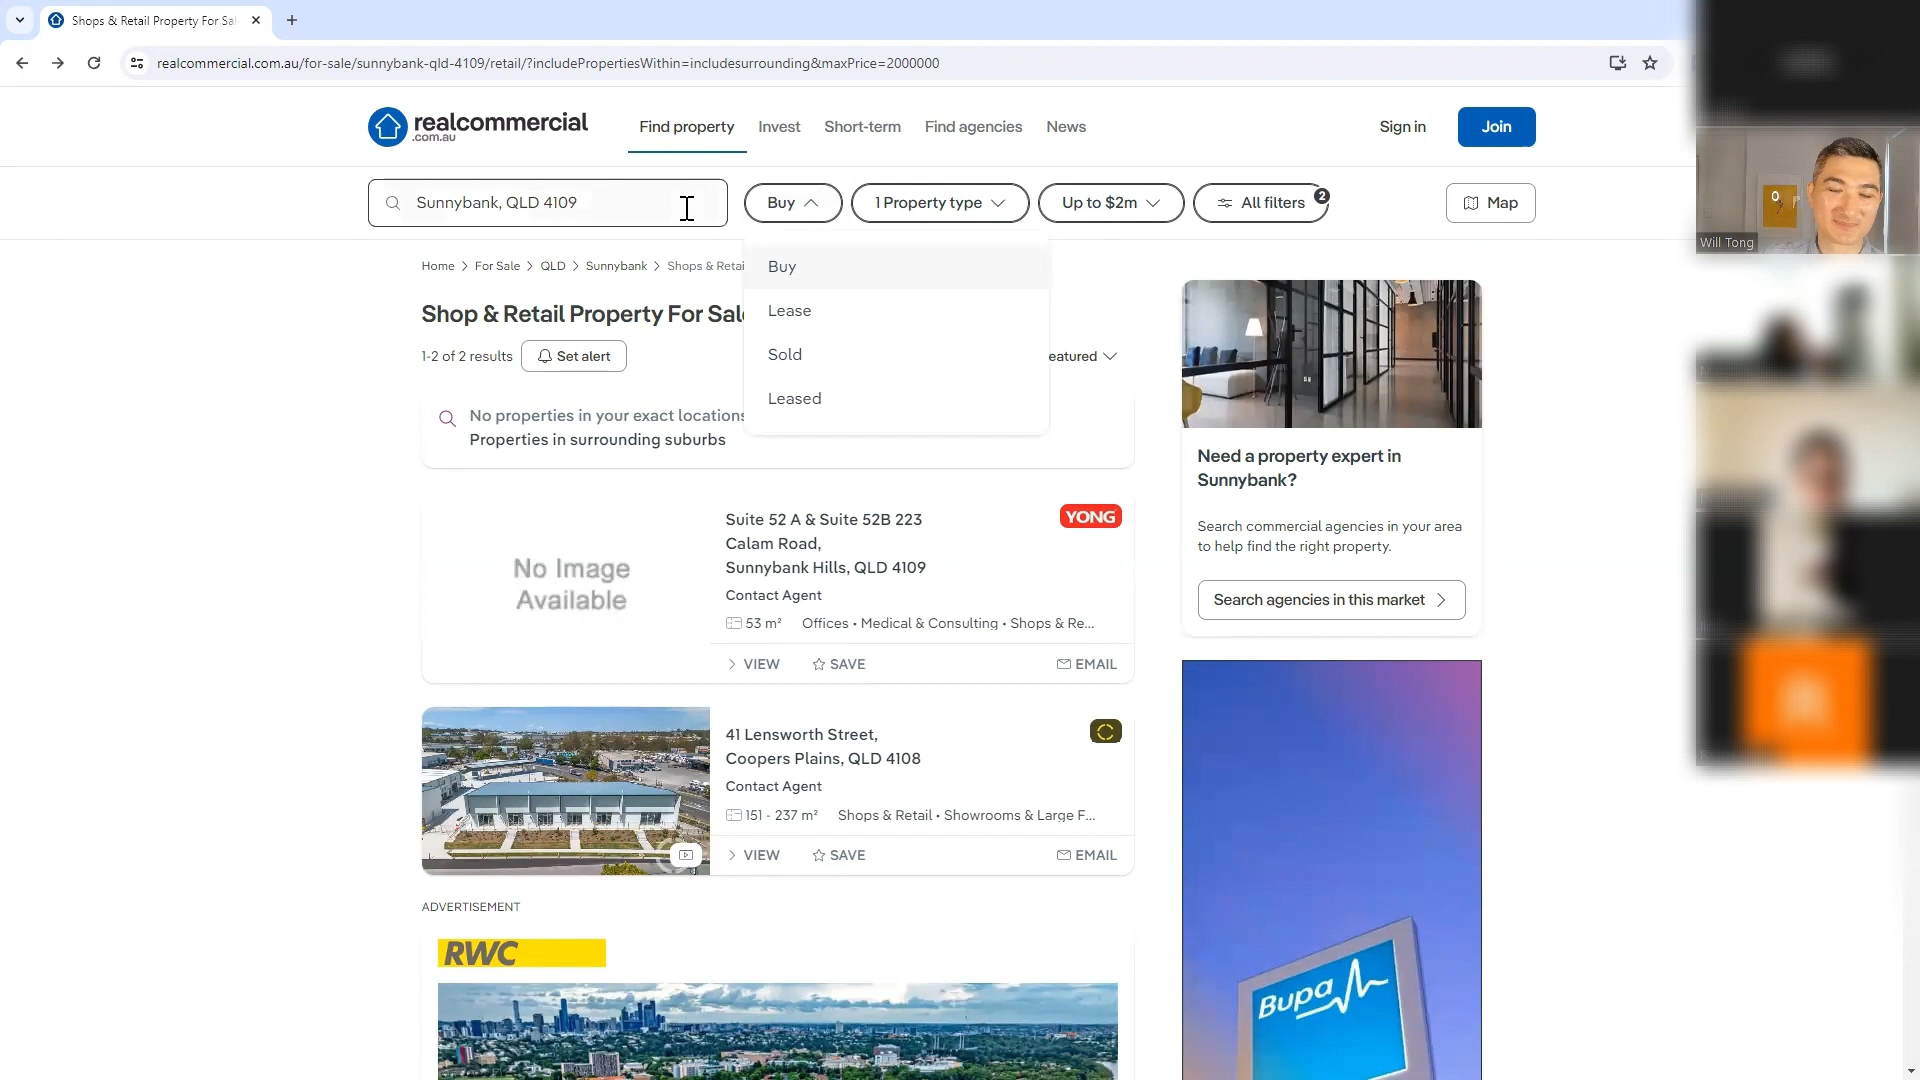 Shops & Retail Property For Sal
realcommercial.com.au/for-sale/sunnybank-qld-4109/retail/?includePropertiesWithin=includesurrounding&maxPrice=2000000
realcommercial
.com.au
Find property
Invest
Short-term
Find agencies
News
Sign in
Join
Sunnybank, QLD 4109
Buy
1 Property type
Up to $2m
All filters
2
Map
Will Tong
Home > For Sale > QLD > Sunnybank > Shops & Retai
Buy
Lease
Sold
Leased
Shop & Retail Property For Sal
1-2 of 2 results
Set alert
eatured
No properties in your exact locations
Properties in surrounding suburbs
No Image
Available
Suite 52 A & Suite 52B 223
Calam Road,
Sunnybank Hills, QLD 4109
YONG
Contact Agent
53 m² Offices • Medical & Consulting • Shops & Re...
VIEW
SAVE
EMAIL
41 Lensworth Street,
Coopers Plains, QLD 4108
Contact Agent
151 - 237 m² Shops & Retail • Showrooms & Large F...
VIEW
SAVE
EMAIL
ADVERTISEMENT
RWC
Need a property expert in
Sunnybank?
Search commercial agencies in your area
to help find the right property.
Search agencies in this market
Bupa